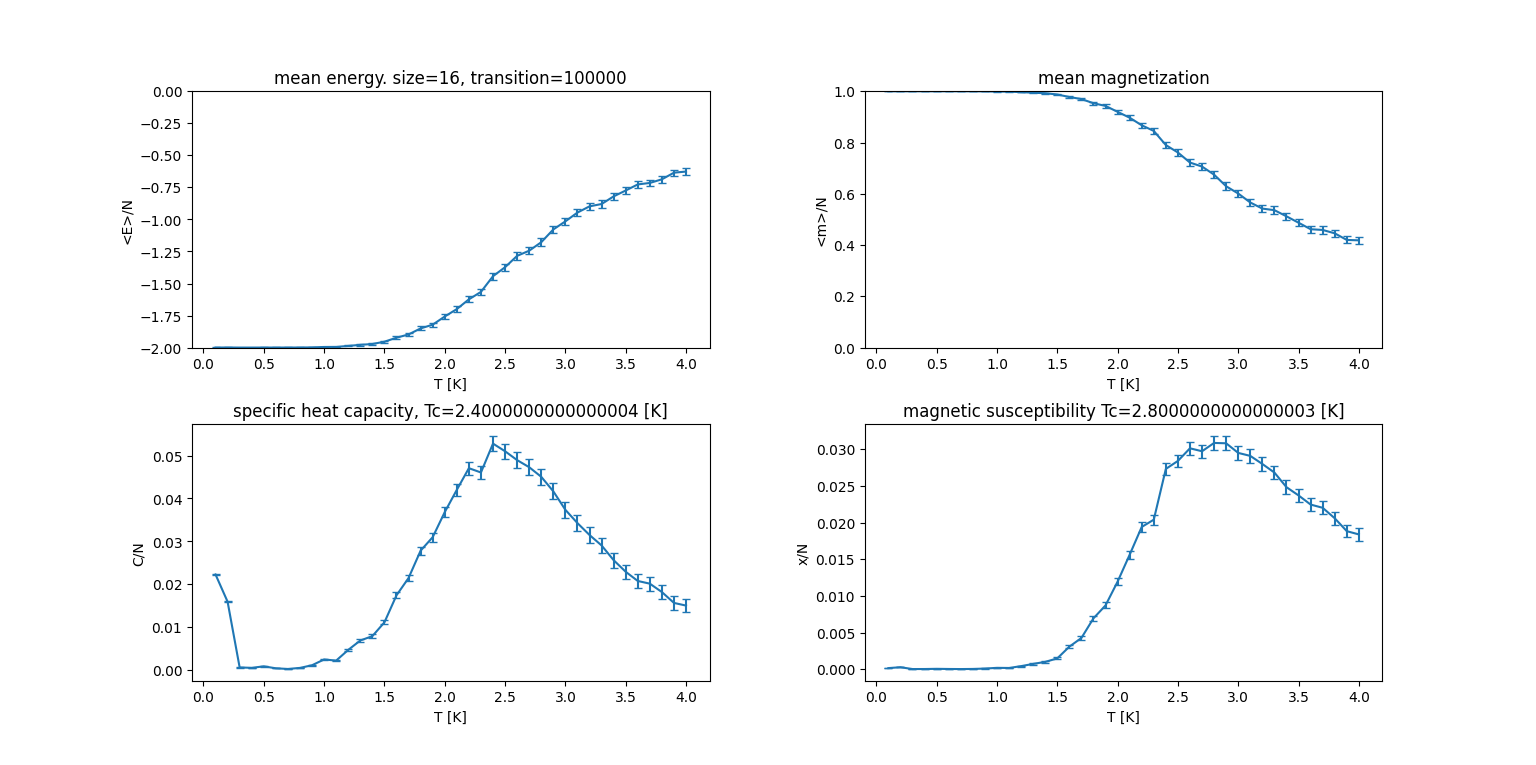 mean energy. size=16, transition=100000
0.00
−0.25
−0.50
−0.75
−1.00
−1.25
−1.50
−1.75
−2.00
<E>/N
0.0 0.5 1.0 1.5 2.0 2.5 3.0 3.5 4.0
T [K]
mean magnetization
1.0
0.8
0.6
0.4
0.2
0.0
<m>/N
0.0 0.5 1.0 1.5 2.0 2.5 3.0 3.5 4.0
T [K]
specific heat capacity, Tc=2.4000000000000004 [K]
0.05
0.04
0.03
0.02
0.01
0.00
C/N
0.0 0.5 1.0 1.5 2.0 2.5 3.0 3.5 4.0
T [K]
magnetic susceptibility Tc=2.8000000000000003 [K]
0.030
0.025
0.020
0.015
0.010
0.005
0.000
x/N
0.0 0.5 1.0 1.5 2.0 2.5 3.0 3.5 4.0
T [K]